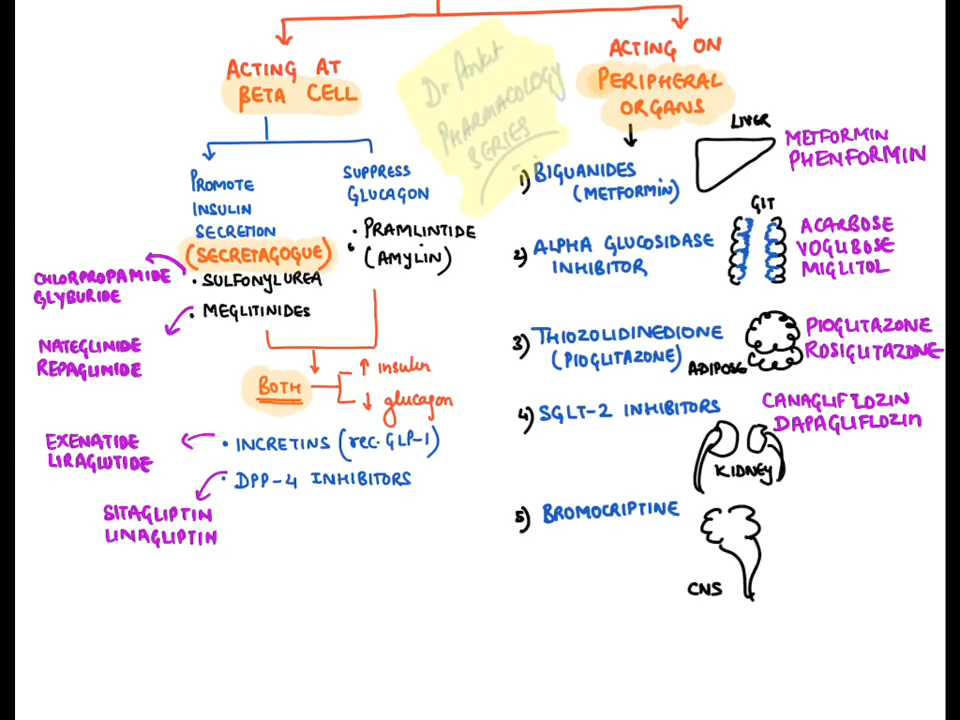 ACTING AT
BETA CELL
PROMOTE
INSULIN
SECRETION
(SECRETAGOGUE)
• SULFONYLUREA
• MEGLITINIDES
CHLORPROPAMIDE
GLYBURIDE
NATEGLINIDE
REPAGLINIDE
SUPPRESS
GLUCAGON
• PRAMLINTIDE
• (AMYLIN)
BOTH
↑ insulin
↓ glucagon
• INCRETINS (rec. GLP-1)
• DPP-4 INHIBITORS
EXENATIDE
LIRAGLUTIDE
SITAGLIPTIN
LINAGLIPTIN
Dr Ankit
PHARMACOLOGY
SERIES
ACTING ON
PERIPHERAL
ORGANS
1) BIGUANIDES
(METFORMIN)
LIVER
METFORMIN
PHENFORMIN
2) ALPHA GLUCOSIDASE
INHIBITOR
GIT
ACARBOSE
VOGLIBOSE
MIGLITOL
3) THIOZOLIDINEDIONE
(PIOGLITAZONE)
ADIPOSE
PIOGLITAZONE
ROSIGLITAZONE
4) SGLT-2 INHIBITORS
CANAGLIFLOZIN
DAPAGLIFLOZIN
KIDNEY
5) BROMOCRIPTINE
CNS